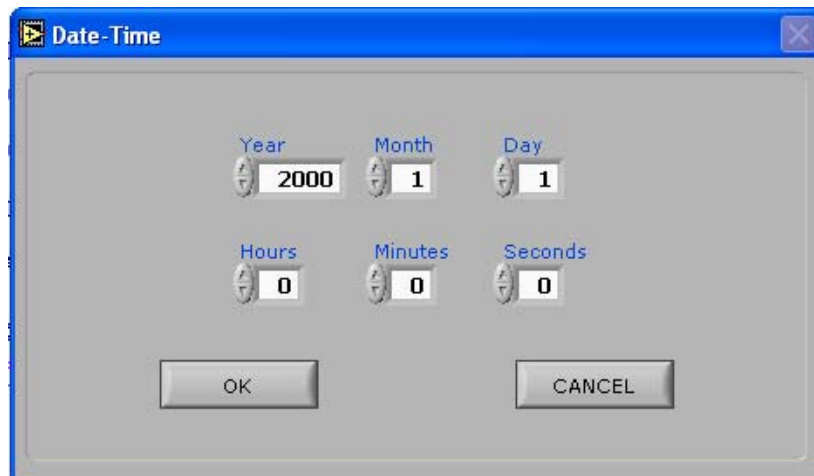 Date-Time
Year Month Day
2000 1 1
Hours Minutes Seconds
0 0 0
OK CANCEL